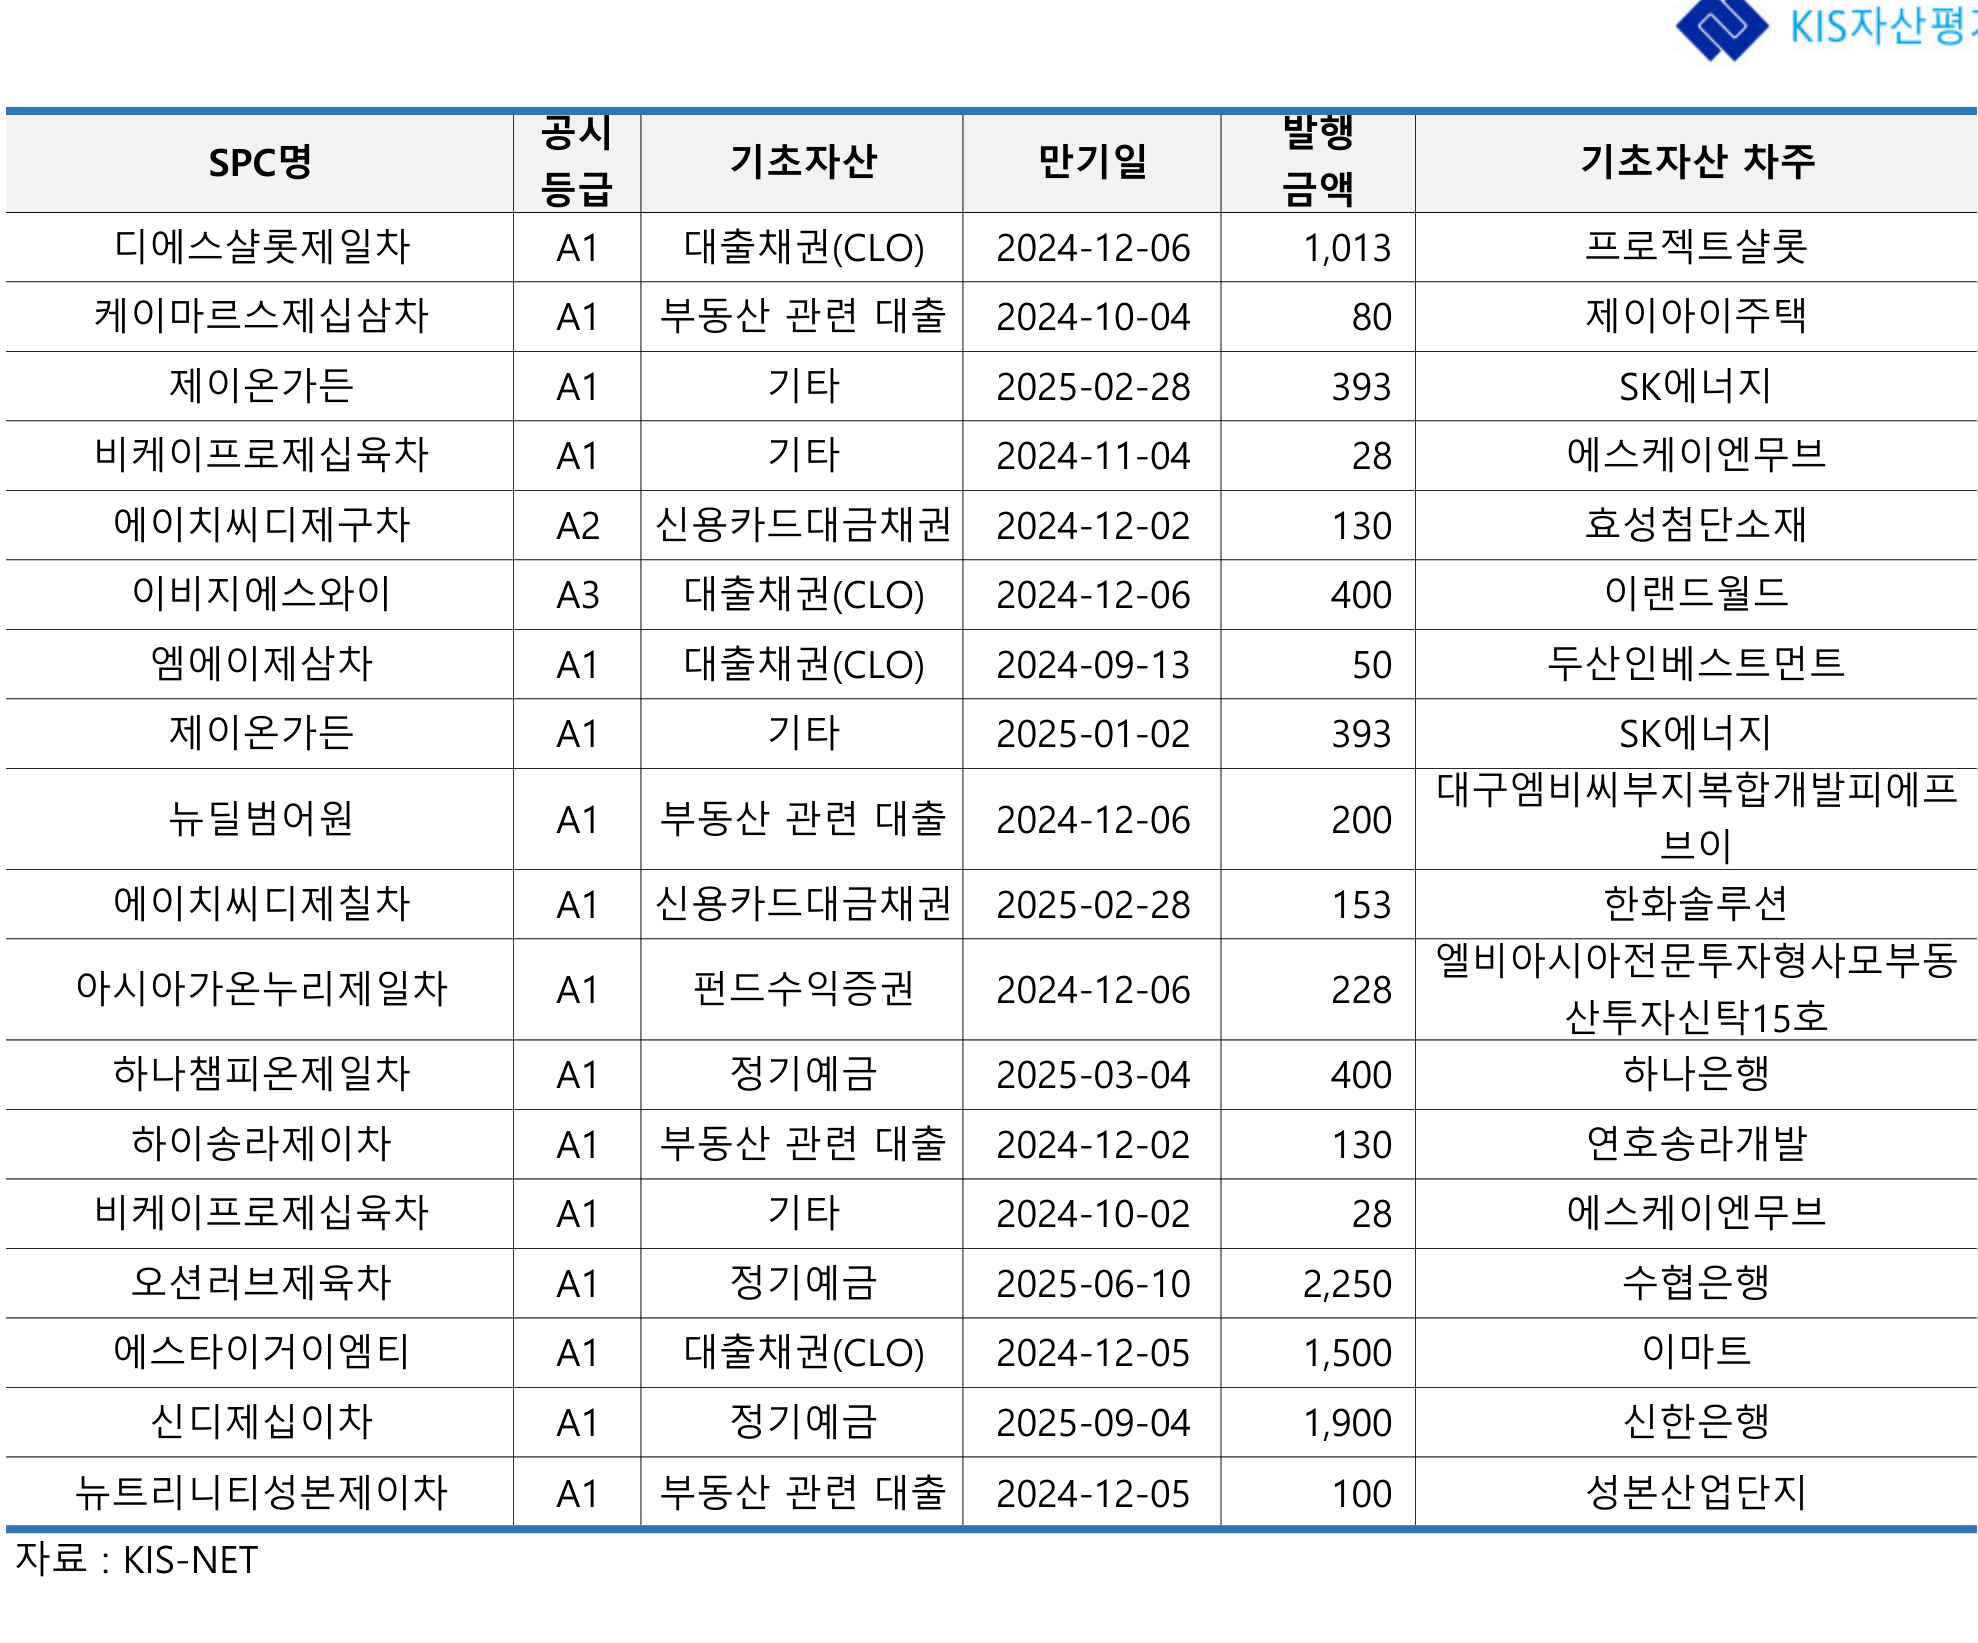 KIS자산평
SPC명 공시 등급 기초자산 만기일 발행 금액 기초자산 차주
디에스샬롯제일차 A1 대출채권(CLO) 2024-12-06 1,013 프로젝트샬롯
케이마르스제십삼차 A1 부동산 관련 대출 2024-10-04 80 제이아이주택
제이온가든 A1 기타 2025-02-28 393 SK에너지
비케이프로제십육차 A1 기타 2024-11-04 28 에스케이엔무브
에이치씨디제구차 A2 신용카드대금채권 2024-12-02 130 효성첨단소재
이비지에스와이 A3 대출채권(CLO) 2024-12-06 400 이랜드월드
엠에이제삼차 A1 대출채권(CLO) 2024-09-13 50 두산인베스트먼트
제이온가든 A1 기타 2025-01-02 393 SK에너지
뉴딜범어원 A1 부동산 관련 대출 2024-12-06 200 대구엠비씨부지복합개발피에프
브이
에이치씨디제칠차 A1 신용카드대금채권 2025-02-28 153 한화솔루션
아시아가온누리제일차 A1 펀드수익증권 2024-12-06 228 엘비아시아전문투자형사모부동
산투자신탁15호
하나챔피온제일차 A1 정기예금 2025-03-04 400 하나은행
하이송라제이차 A1 부동산 관련 대출 2024-12-02 130 연호송라개발
비케이프로제십육차 A1 기타 2024-10-02 28 에스케이엔무브
오션러브제육차 A1 정기예금 2025-06-10 2,250 수협은행
에스타이거이엠티 A1 대출채권(CLO) 2024-12-05 1,500 이마트
신디제십이차 A1 정기예금 2025-09-04 1,900 신한은행
뉴트리니티성본제이차 A1 부동산 관련 대출 2024-12-05 100 성본산업단지
자료 : KIS-NET